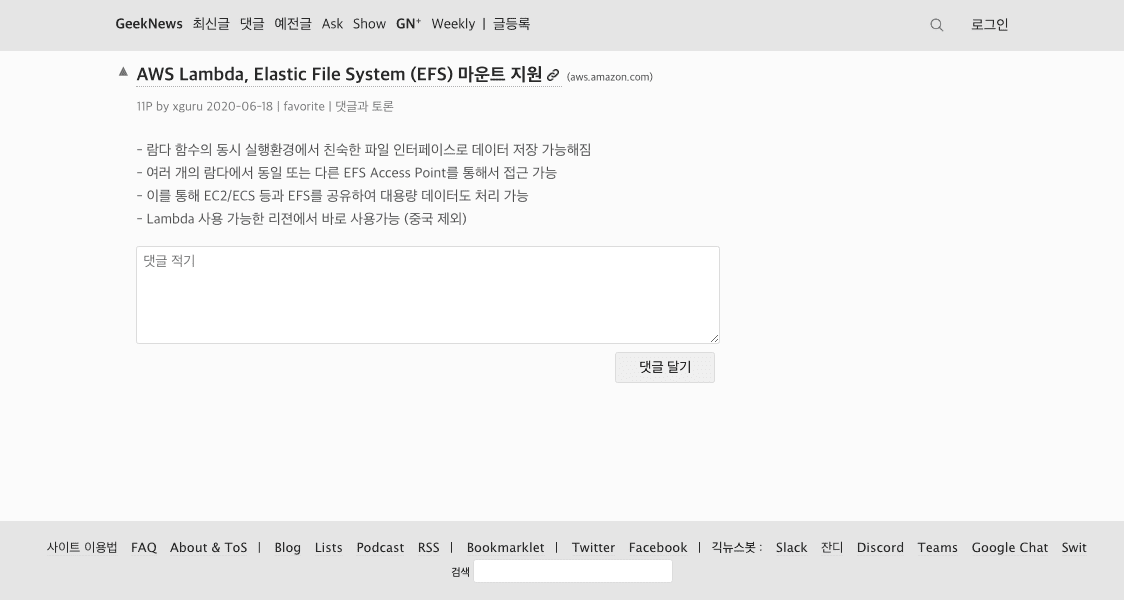 GeekNews 최신글 댓글 예전글 Ask Show GN+ Weekly | 글등록 로그인
AWS Lambda, Elastic File System (EFS) 마운트 지원 (aws.amazon.com)
11P by xguru 2020-06-18 | favorite | 댓글과 토론
- 람다 함수의 동시 실행환경에서 친숙한 파일 인터페이스로 데이터 저장 가능해짐
- 여러 개의 람다에서 동일 또는 다른 EFS Access Point를 통해서 접근 가능
- 이를 통해 EC2/ECS 등과 EFS를 공유하여 대용량 데이터도 처리 가능
- Lambda 사용 가능한 리젼에서 바로 사용가능 (중국 제외)
댓글 적기
댓글 달기
사이트 이용법 FAQ About & ToS | Blog Lists Podcast RSS | Bookmarklet | Twitter Facebook | 긱뉴스봇 : Slack 잔디 Discord Teams Google Chat Swit
검색